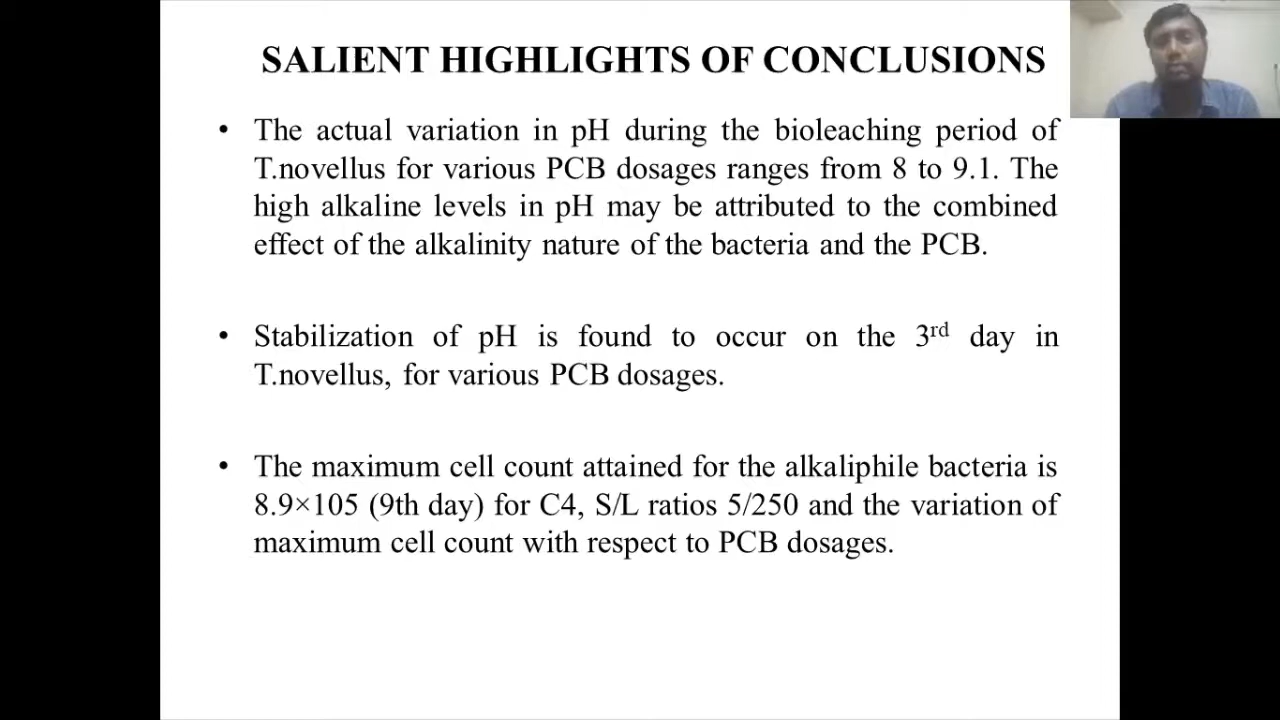 SALIENT HIGHLIGHTS OF CONCLUSIONS
• The actual variation in pH during the bioleaching period of
T.novellus for various PCB dosages ranges from 8 to 9.1. The
high alkaline levels in pH may be attributed to the combined
effect of the alkalinity nature of the bacteria and the PCB.
• Stabilization of pH is found to occur on the 3rd day in
T.novellus, for various PCB dosages.
• The maximum cell count attained for the alkaliphile bacteria is
8.9×105 (9th day) for C4, S/L ratios 5/250 and the variation of
maximum cell count with respect to PCB dosages.